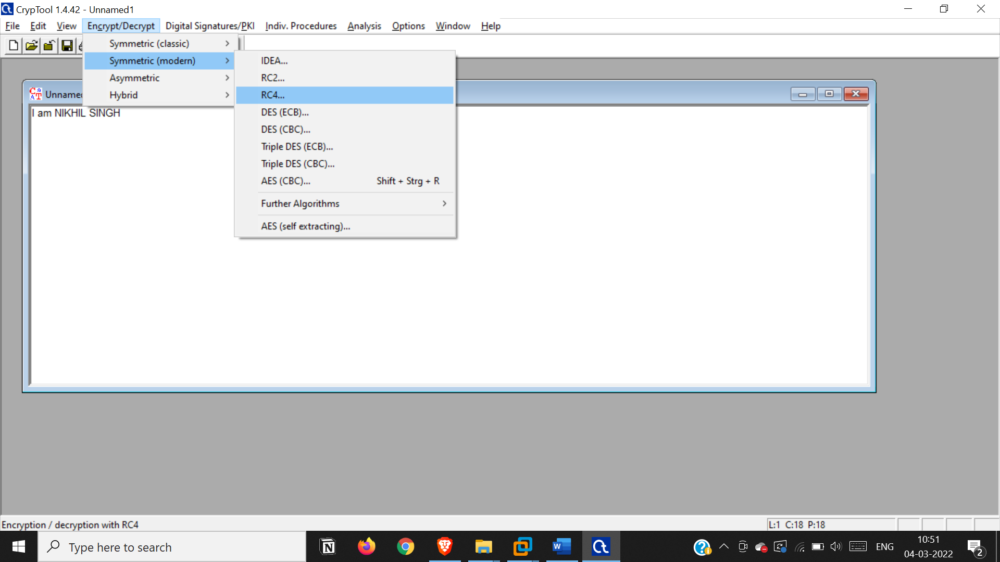 CrypTool 1.4.42 - Unnamed1
File Edit View Encrypt/Decrypt Digital Signatures/PKI Indiv. Procedures Analysis Options Window Help
Symmetric (classic)
Symmetric (modern)
Asymmetric
Hybrid
IDEA...
RC2...
RC4...
DES (ECB)...
DES (CBC)...
Triple DES (ECB)...
Triple DES (CBC)...
AES (CBC)... Shift + Strg + R
Further Algorithms
AES (self extracting)...
Unname
I am NIKHIL SINGH
Encryption / decryption with RC4
L:1 C:18 P:18
Type here to search
ENG
10:51
04-03-2022
2